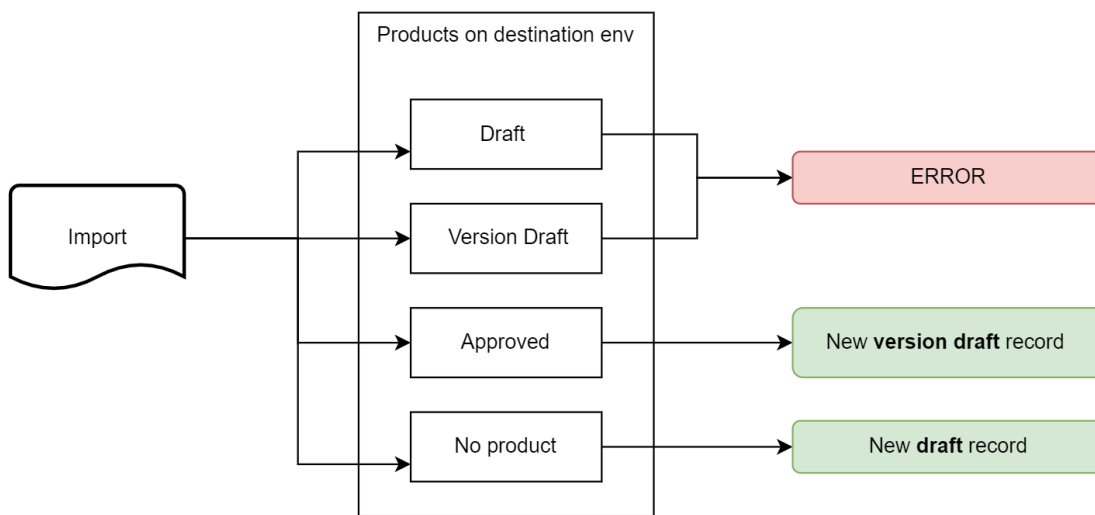 Products on destination env
Draft
ERROR
Import
Version Draft
Approved
New version draft record
No product
New draft record